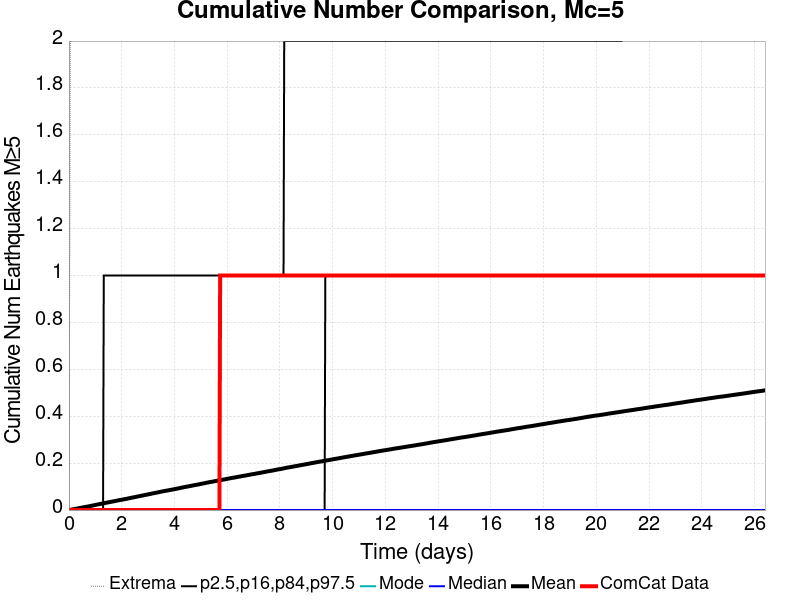 Cumulative Number Comparison, Mc=5
Cumulative Num Earthquakes M≥5
2
1.8
1.6
1.4
1.2
1
0.8
0.6
0.4
0.2
0
0 2 4 6 8 10 12 14 16 18 20 22 24 26
Time (days)
Extrema p2.5,p16,p84,p97.5 Mode Median Mean ComCat Data